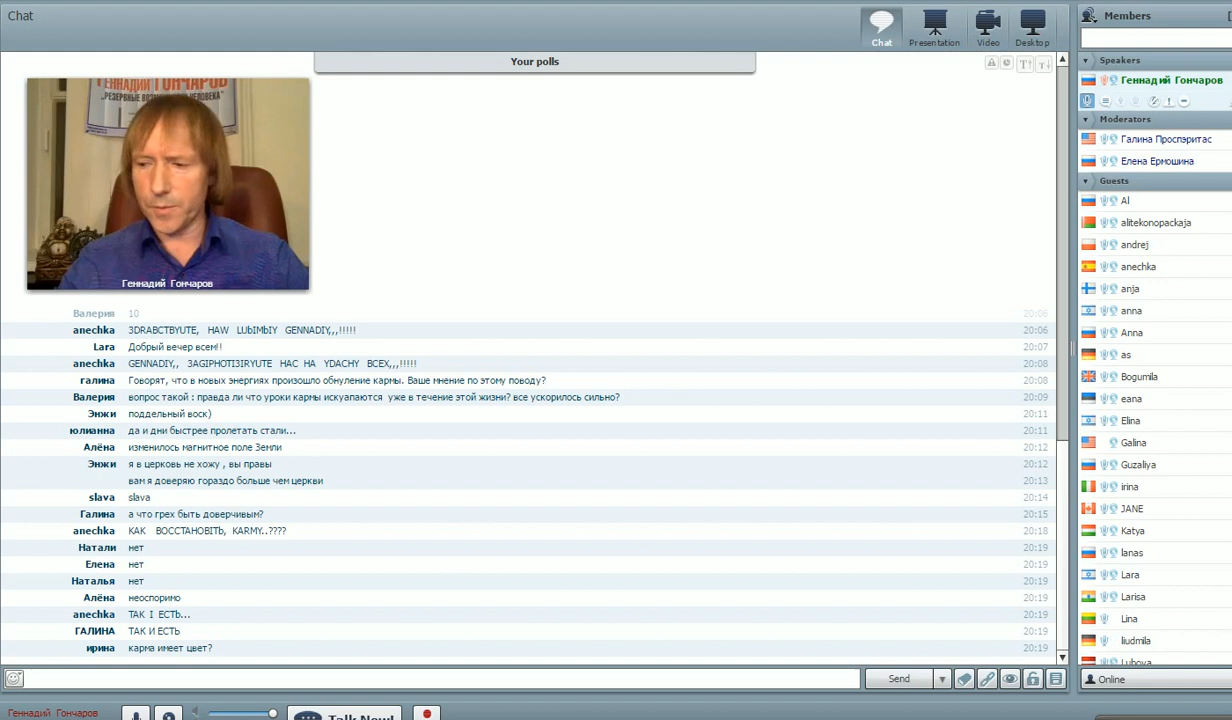 Chat
Chat
Presentation
Video
Desktop
Your polls
ГЕННАДИЙ ГОНЧАРОВ
Геннадий Гончаров
Валерия 10 20:06
anechka 3DRABCTBYUTE, HAW LUbIMbIY GENNADIY,,,!!!!! 20:06
Lara Добрый вечер всем!! 20:07
anechka GENNADIY,, 3AGIPHOTI3IRYUTE HAC HA YDACHY BCEX,,,!!!!! 20:08
галина Говорят, что в новых энергиях произошло обнуление кармы. Ваше мнение по этому поводу? 20:08
Валерия вопрос такой : правда ли что уроки кармы искупаются уже в течение этой жизни? все ускорилось сильно? 20:09
Энжи поддельный воск) 20:11
юлианна да и дни быстрее пролетать стали... 20:11
Алёна изменилось магнитное поле Земли 20:12
Энжи я в церковь не хожу , вы правы 20:12
вам я доверяю гораздо больше чем церкви 20:13
slava slava 20:14
Галина а что грех быть доверчивым? 20:15
anechka KAK BOCCTAHOBITb, KARMY..???? 20:18
Натали нет 20:19
Елена нет 20:19
Наталья нет 20:19
Алёна неоспоримо 20:19
anechka TAK I ECTb... 20:19
ГАЛИНА ТАК И ЕСТЬ 20:19
ирина карма имеет цвет? 20:19
Send
Геннадий Гончаров
Talk Now!
Members
Speakers
Геннадий Гончаров
Moderators
Галина Проспэритас
Елена Ермошина
Guests
Al
alitekonopackaja
andrej
anechka
anja
anna
Anna
as
Bogumila
eana
Elina
Galina
Guzaliya
irina
JANE
Katya
lanas
Lara
Larisa
Lina
liudmila
Lubova
Online